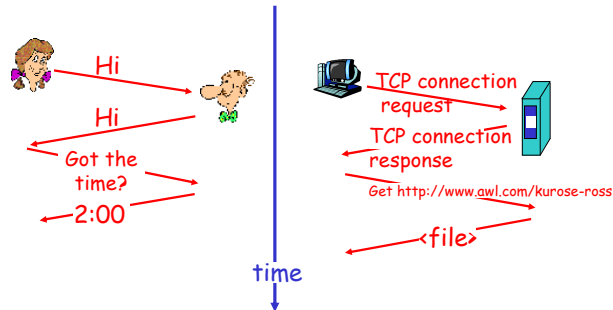 Hi
Hi
Got the
time?
2:00
TCP connection
request
TCP connection
response
Get http://www.awl.com/kurose-ross
<file>
time